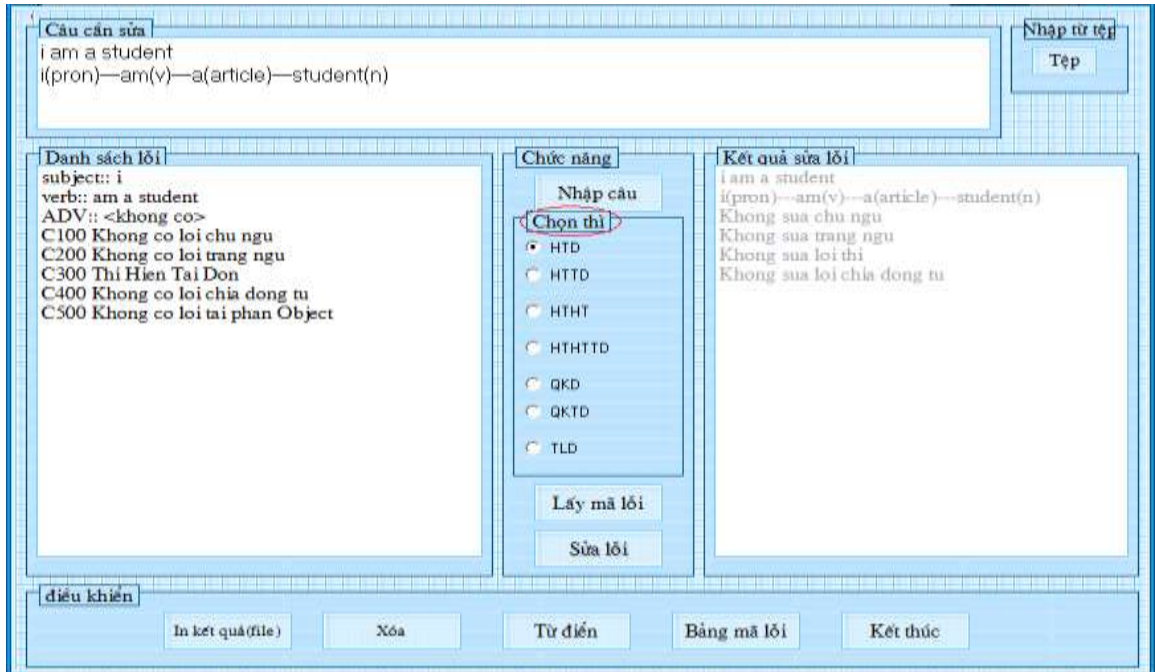 Câu cần sửa
i am a student
i(pron)—am(v)—a(article)—student(n)
Nhập từ tệp
Tệp
Danh sách lỗi
subject:: i
verb:: am a student
ADV:: <khong co>
C100 Khong co loi chu ngu
C200 Khong co loi trang ngu
C300 Thi Hien Tai Don
C400 Khong co loi chia dong tu
C500 Khong co loi tai phan Object
Chức năng
Nhập câu
Chọn thì
HTD
HTTD
HTHT
HTHTTD
QKD
QKTD
TLD
Lấy mã lỗi
Sửa lỗi
Kết quả sửa lỗi
i am a student
i(pron)---am(v)---a(article)---student(n)
Khong sua chu ngu
Khong sua trang ngu
Khong sua loi thi
Khong sua loi chia dong tu
điều khiển
In kết quả(file)
Xóa
Từ điển
Bảng mã lỗi
Kết thúc